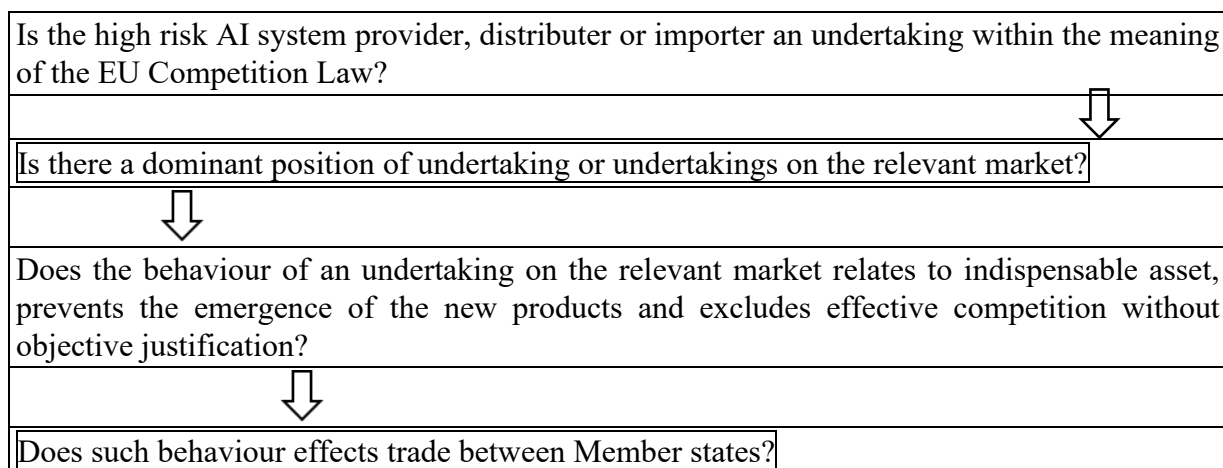 Is the high risk AI system provider, distributer or importer an undertaking within the meaning
of the EU Competition Law?
Is there a dominant position of undertaking or undertakings on the relevant market?
Does the behaviour of an undertaking on the relevant market relates to indispensable asset,
prevents the emergence of the new products and excludes effective competition without
objective justification?
Does such behaviour effects trade between Member states?